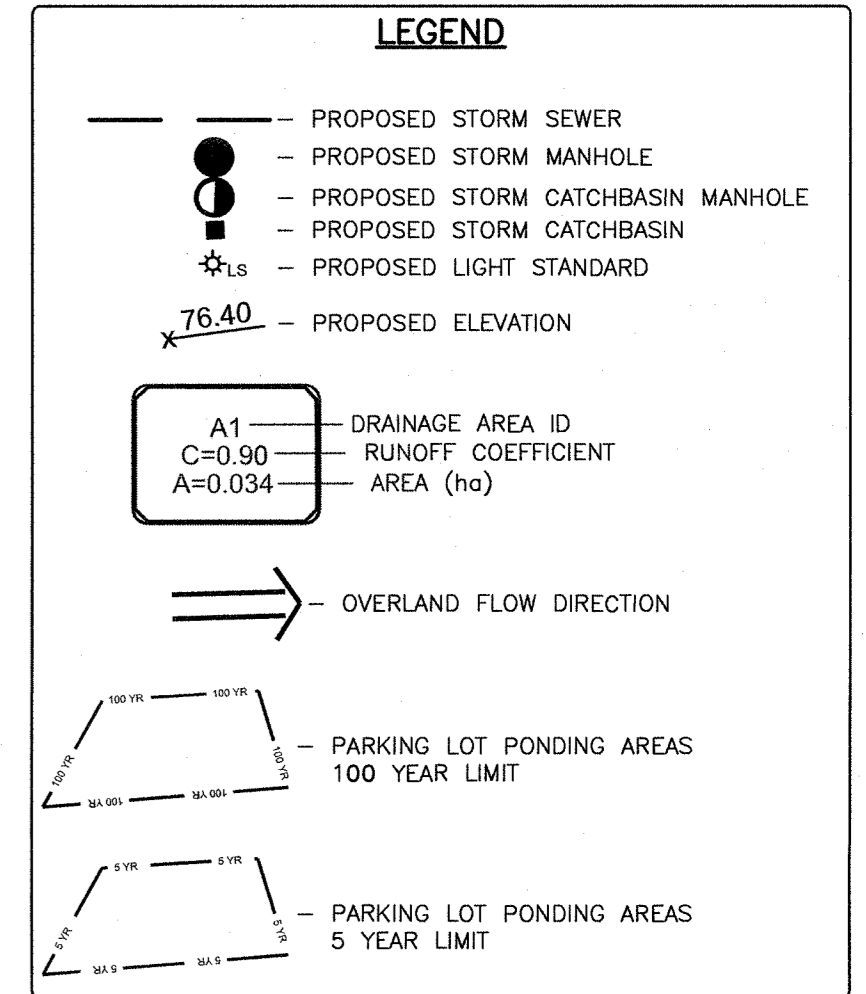 LEGEND
— PROPOSED STORM SEWER
— PROPOSED STORM MANHOLE
— PROPOSED STORM CATCHBASIN MANHOLE
— PROPOSED STORM CATCHBASIN
LS — PROPOSED LIGHT STANDARD
X 76.40 — PROPOSED ELEVATION
A1 — DRAINAGE AREA ID
C=0.90 — RUNOFF COEFFICIENT
A=0.034 — AREA (ha)
— OVERLAND FLOW DIRECTION
100 YR 100 YR
100 YR 100 YR
— PARKING LOT PONDING AREAS
100 YEAR LIMIT
100 YR 100 YR
5 YR 5 YR
5 YR 5 YR
— PARKING LOT PONDING AREAS
5 YEAR LIMIT
5 YR 5 YR